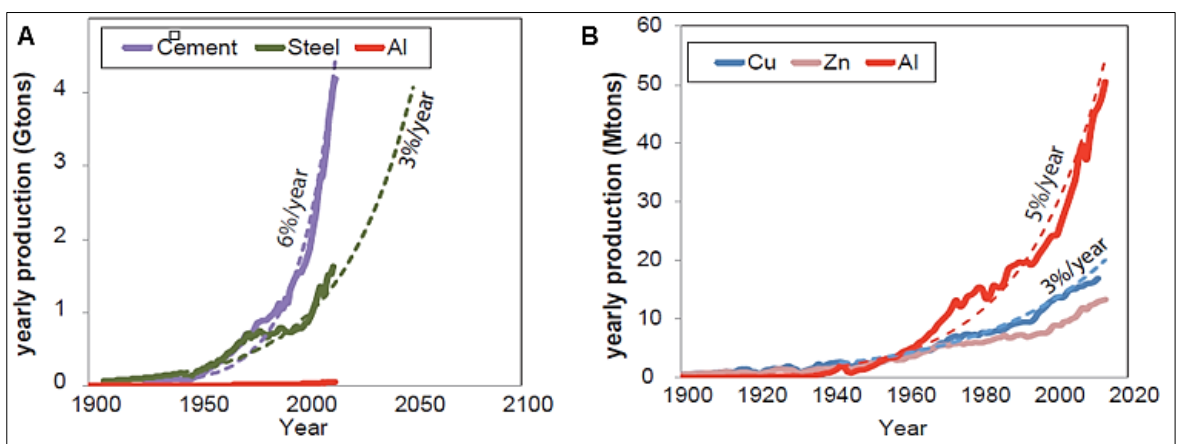 A
Cement Steel Al
yearly production (Gtons)
4
3
2
1
0
6%/year
3%/year
1900 1950 2000 2050 2100
Year
B
Cu Zn Al
yearly production (Mtons)
60
50
40
30
20
10
0
5%/year
3%/year
1900 1920 1940 1960 1980 2000 2020
Year